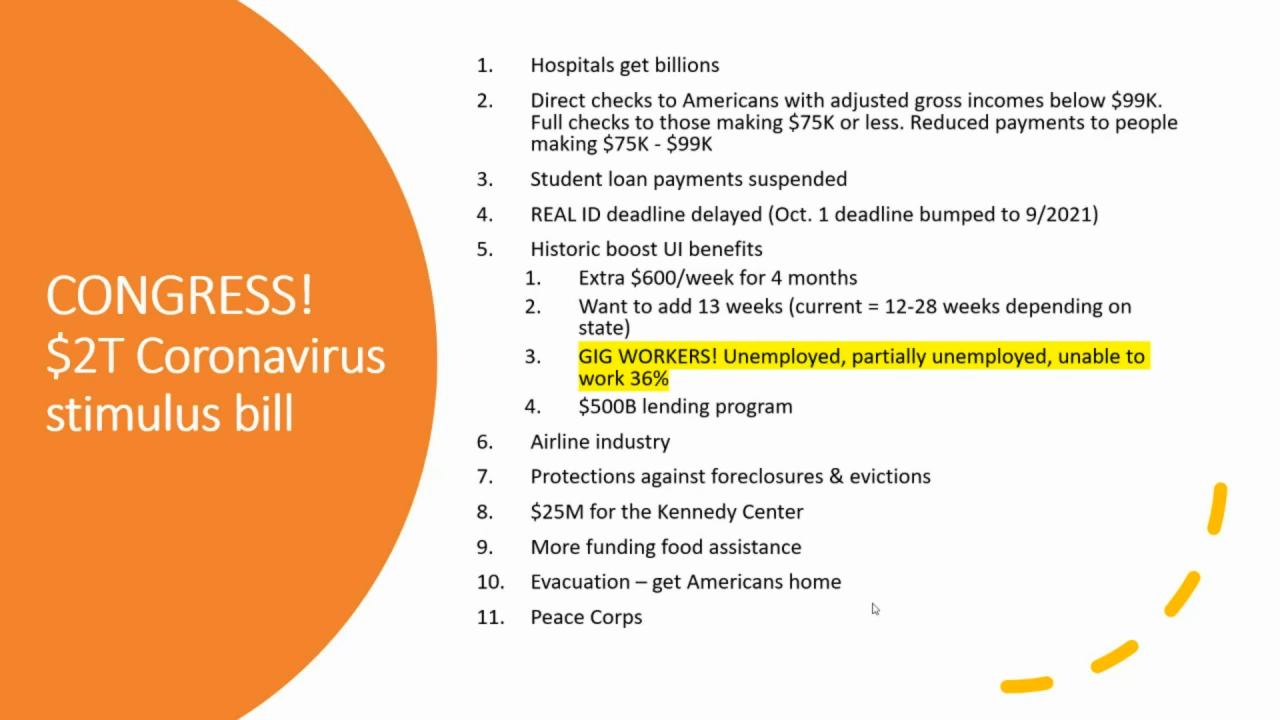 CONGRESS!
$2T Coronavirus
stimulus bill
1. Hospitals get billions
2. Direct checks to Americans with adjusted gross incomes below $99K.
Full checks to those making $75K or less. Reduced payments to people
making $75K - $99K
3. Student loan payments suspended
4. REAL ID deadline delayed (Oct. 1 deadline bumped to 9/2021)
5. Historic boost UI benefits
1. Extra $600/week for 4 months
2. Want to add 13 weeks (current = 12-28 weeks depending on
state)
3. GIG WORKERS! Unemployed, partially unemployed, unable to
work 36%
4. $500B lending program
6. Airline industry
7. Protections against foreclosures & evictions
8. $25M for the Kennedy Center
9. More funding food assistance
10. Evacuation – get Americans home
11. Peace Corps